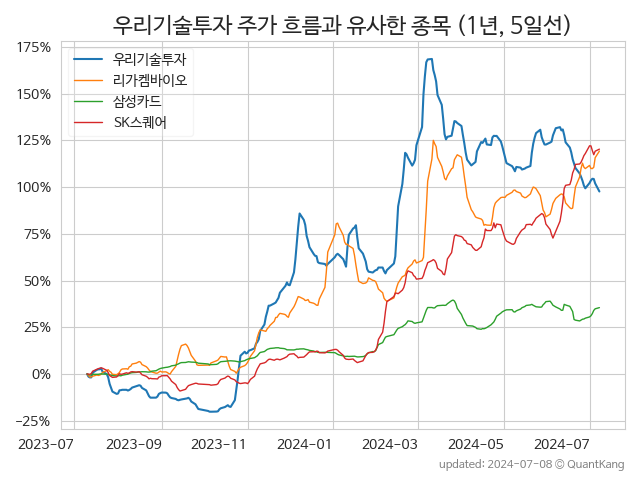 우리기술투자 주가 흐름과 유사한 종목 (1년, 5일선)
우리기술투자
리가켐바이오
삼성카드
SK스퀘어
175%
150%
125%
100%
75%
50%
25%
0%
−25%
2023-07 2023-09 2023-11 2024-01 2024-03 2024-05 2024-07
updated: 2024-07-08 © QuantKang